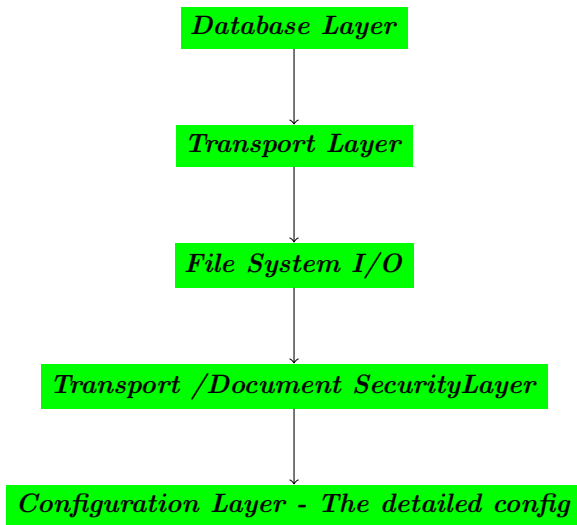 Database Layer
Transport Layer
File System I/O
Transport /Document SecurityLayer
Configuration Layer - The detailed config